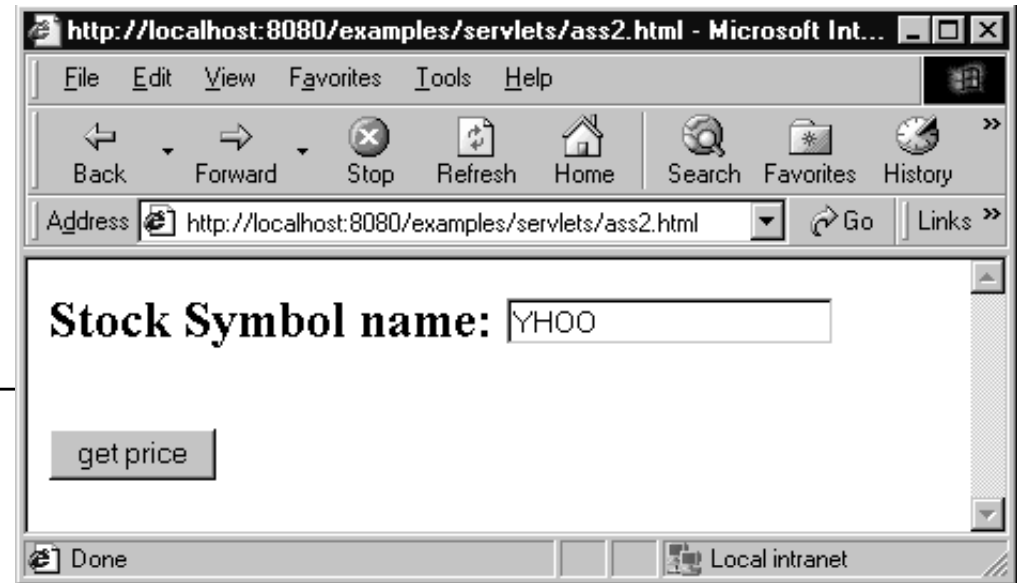 http://localhost:8080/examples/servlets/ass2.html - Microsoft Int...
File Edit View Favorites Tools Help
Back Forward Stop Refresh Home Search Favorites History »
Address http://localhost:8080/examples/servlets/ass2.html Go Links »
Stock Symbol name: YHOO
get price
Done Local intranet